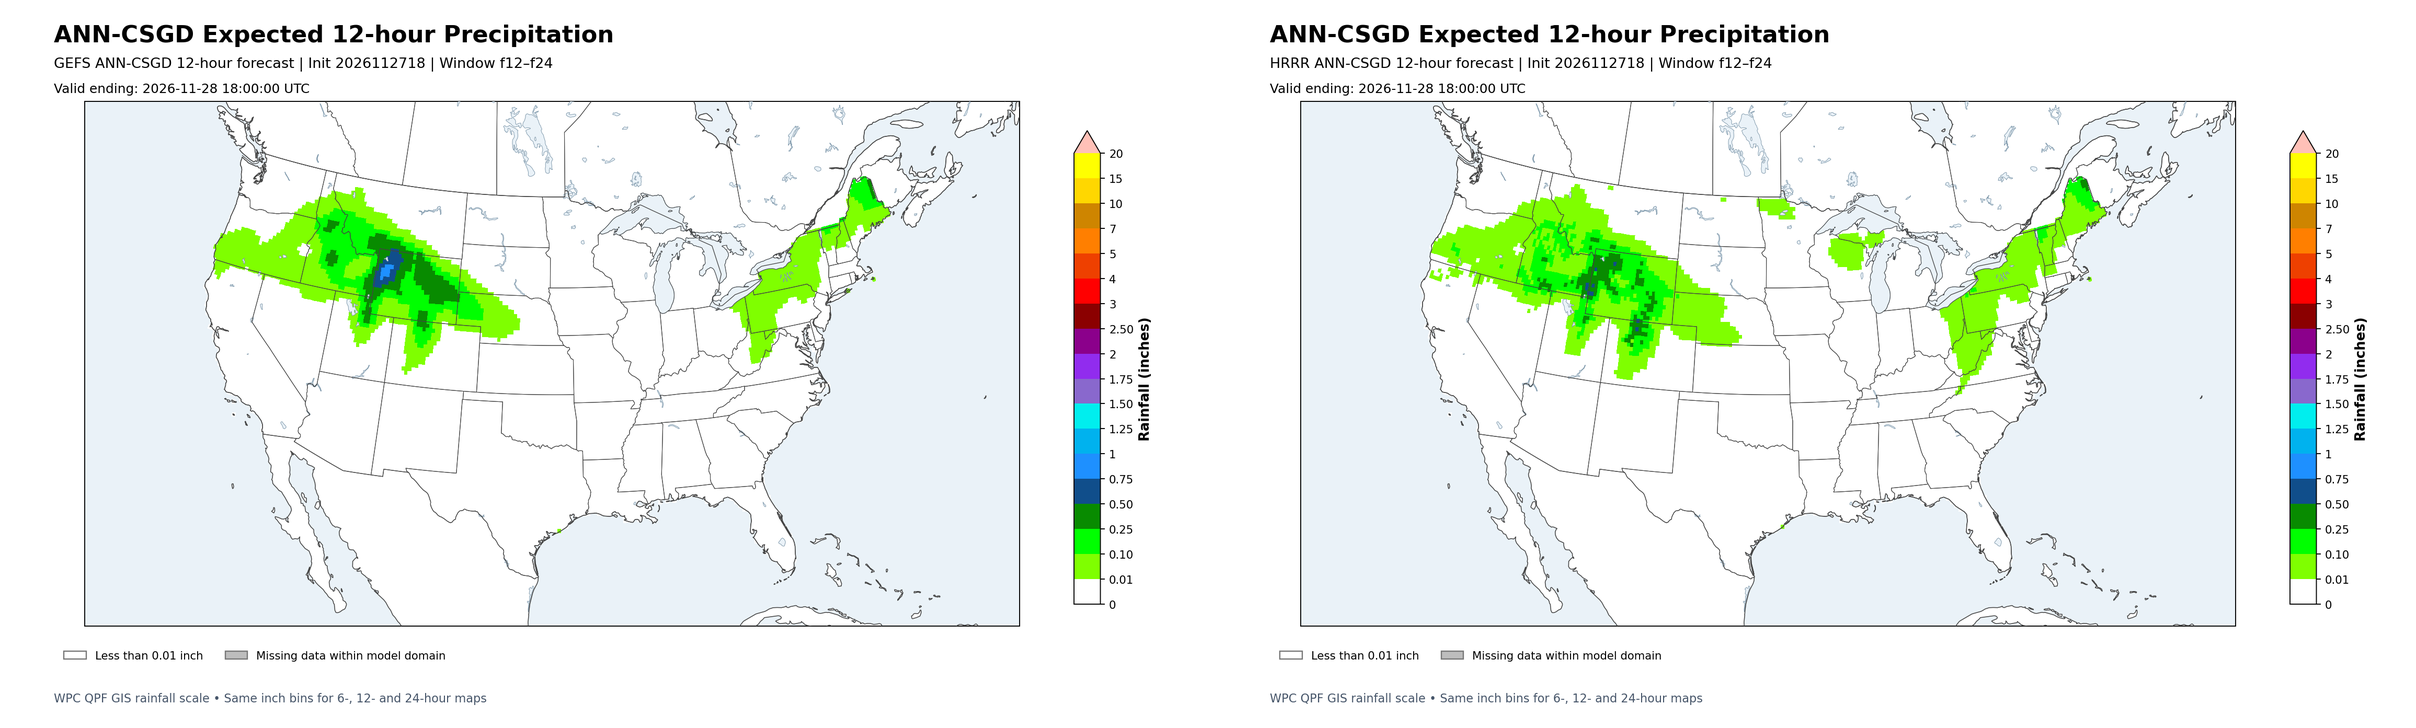 ANN-CSGD Expected 12-hour Precipitation
GEFS ANN-CSGD 12-hour forecast | Init 2026112718 | Window f12–f24
Valid ending: 2026-11-28 18:00:00 UTC
20
15
10
7
5
4
3
2.50
2
1.75
1.50
1.25
1
0.75
0.50
0.25
0.10
0.01
0
Rainfall (inches)
Less than 0.01 inch
Missing data within model domain
WPC QPF GIS rainfall scale • Same inch bins for 6-, 12- and 24-hour maps
ANN-CSGD Expected 12-hour Precipitation
HRRR ANN-CSGD 12-hour forecast | Init 2026112718 | Window f12–f24
Valid ending: 2026-11-28 18:00:00 UTC
20
15
10
7
5
4
3
2.50
2
1.75
1.50
1.25
1
0.75
0.50
0.25
0.10
0.01
0
Rainfall (inches)
Less than 0.01 inch
Missing data within model domain
WPC QPF GIS rainfall scale • Same inch bins for 6-, 12- and 24-hour maps